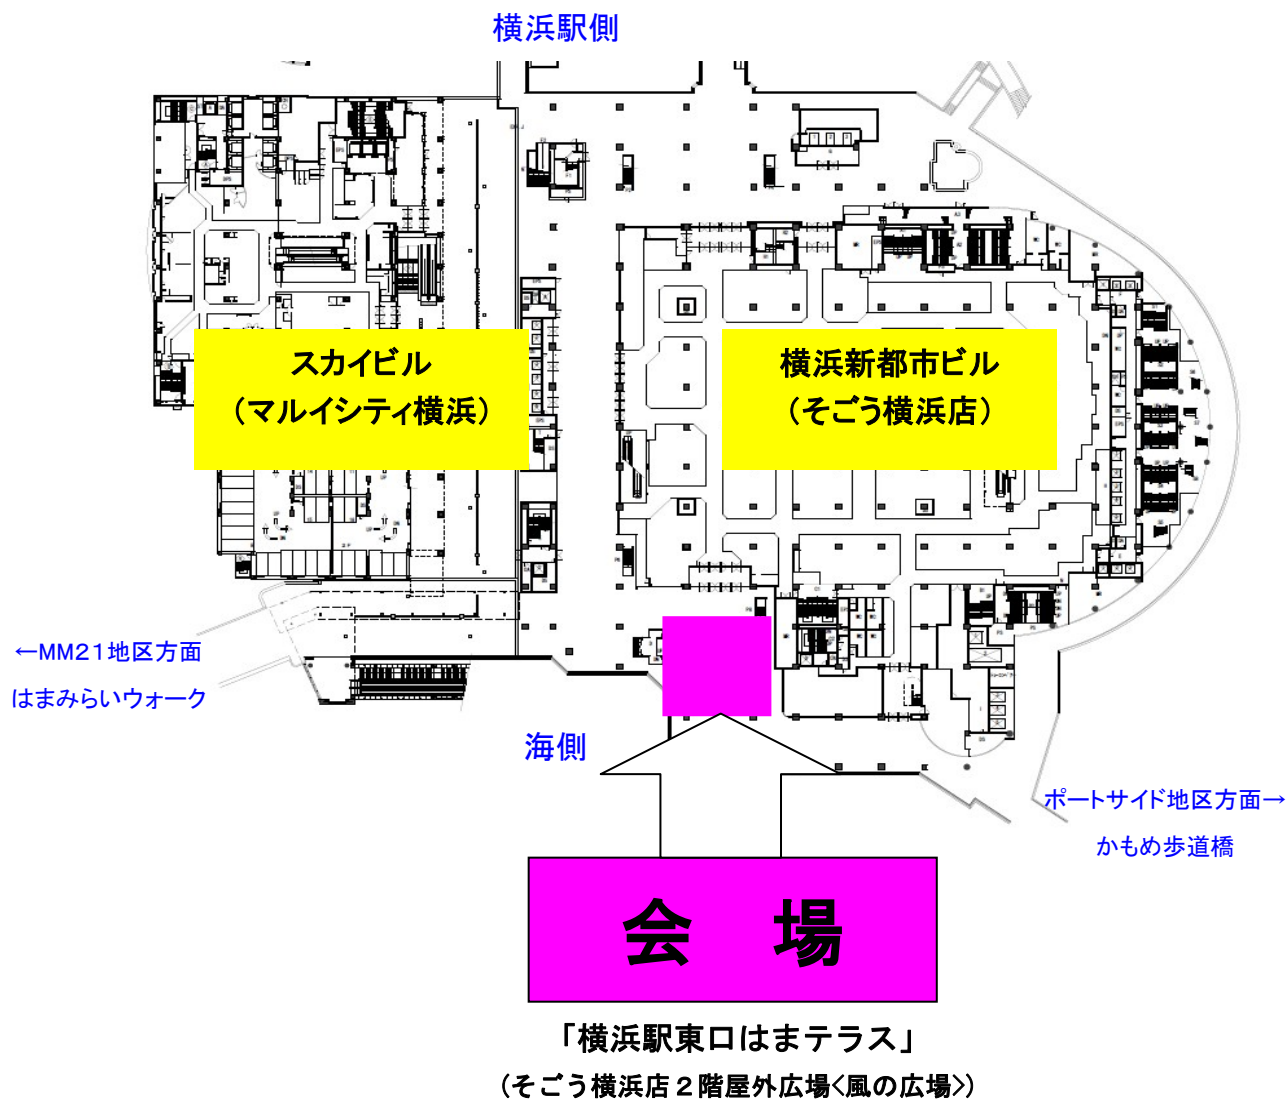 横浜駅側
スカイビル
（マルイシティ横浜）
横浜新都市ビル
（そごう横浜店）
←MM21地区方面
はまみらいウォーク
海側
ポートサイド地区方面→
かもめ歩道橋
会　場
「横浜駅東口はまテラス」
（そごう横浜店２階屋外広場<風の広場>）